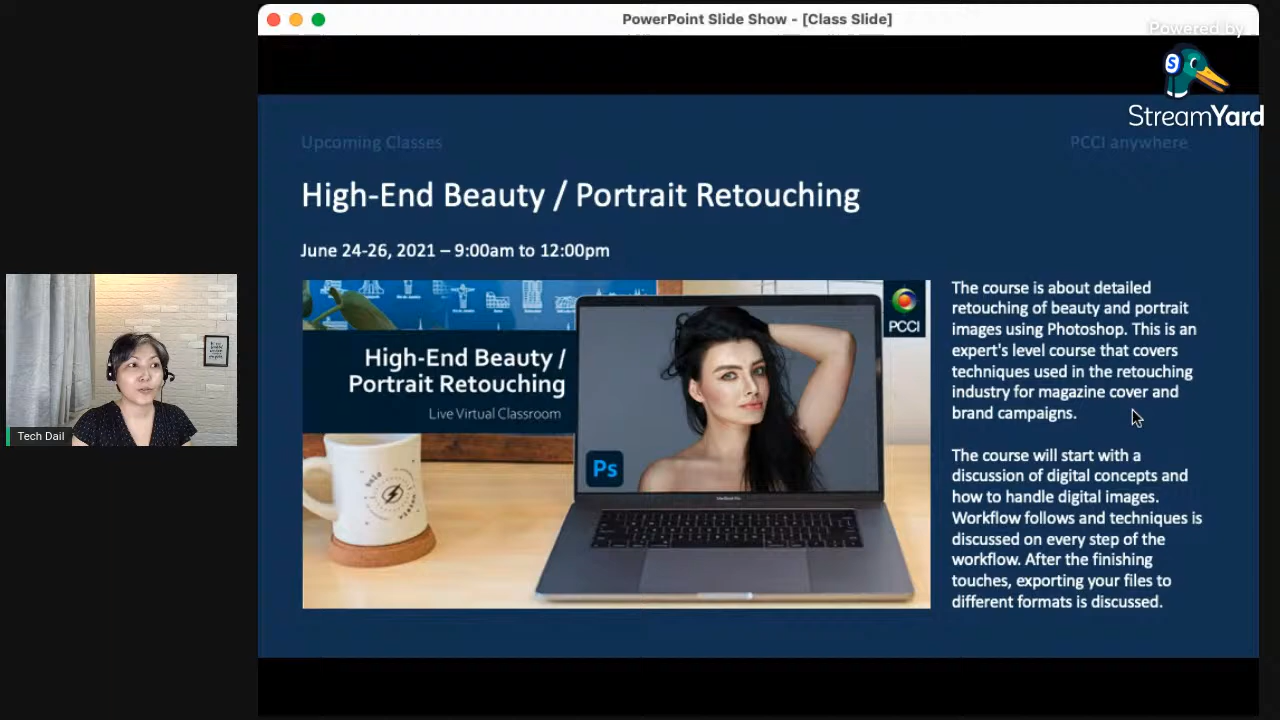 PowerPoint Slide Show - [Class Slide]
Powered by
S
StreamYard
Upcoming Classes
PCCI anywhere
High-End Beauty / Portrait Retouching
June 24-26, 2021 – 9:00am to 12:00pm
PCCI
High-End Beauty /
Portrait Retouching
Live Virtual Classroom
Ps
The course is about detailed
retouching of beauty and portrait
images using Photoshop. This is an
expert's level course that covers
techniques used in the retouching
industry for magazine cover and
brand campaigns.
The course will start with a
discussion of digital concepts and
how to handle digital images.
Workflow follows and techniques is
discussed on every step of the
workflow. After the finishing
touches, exporting your files to
different formats is discussed.
Tech Dail